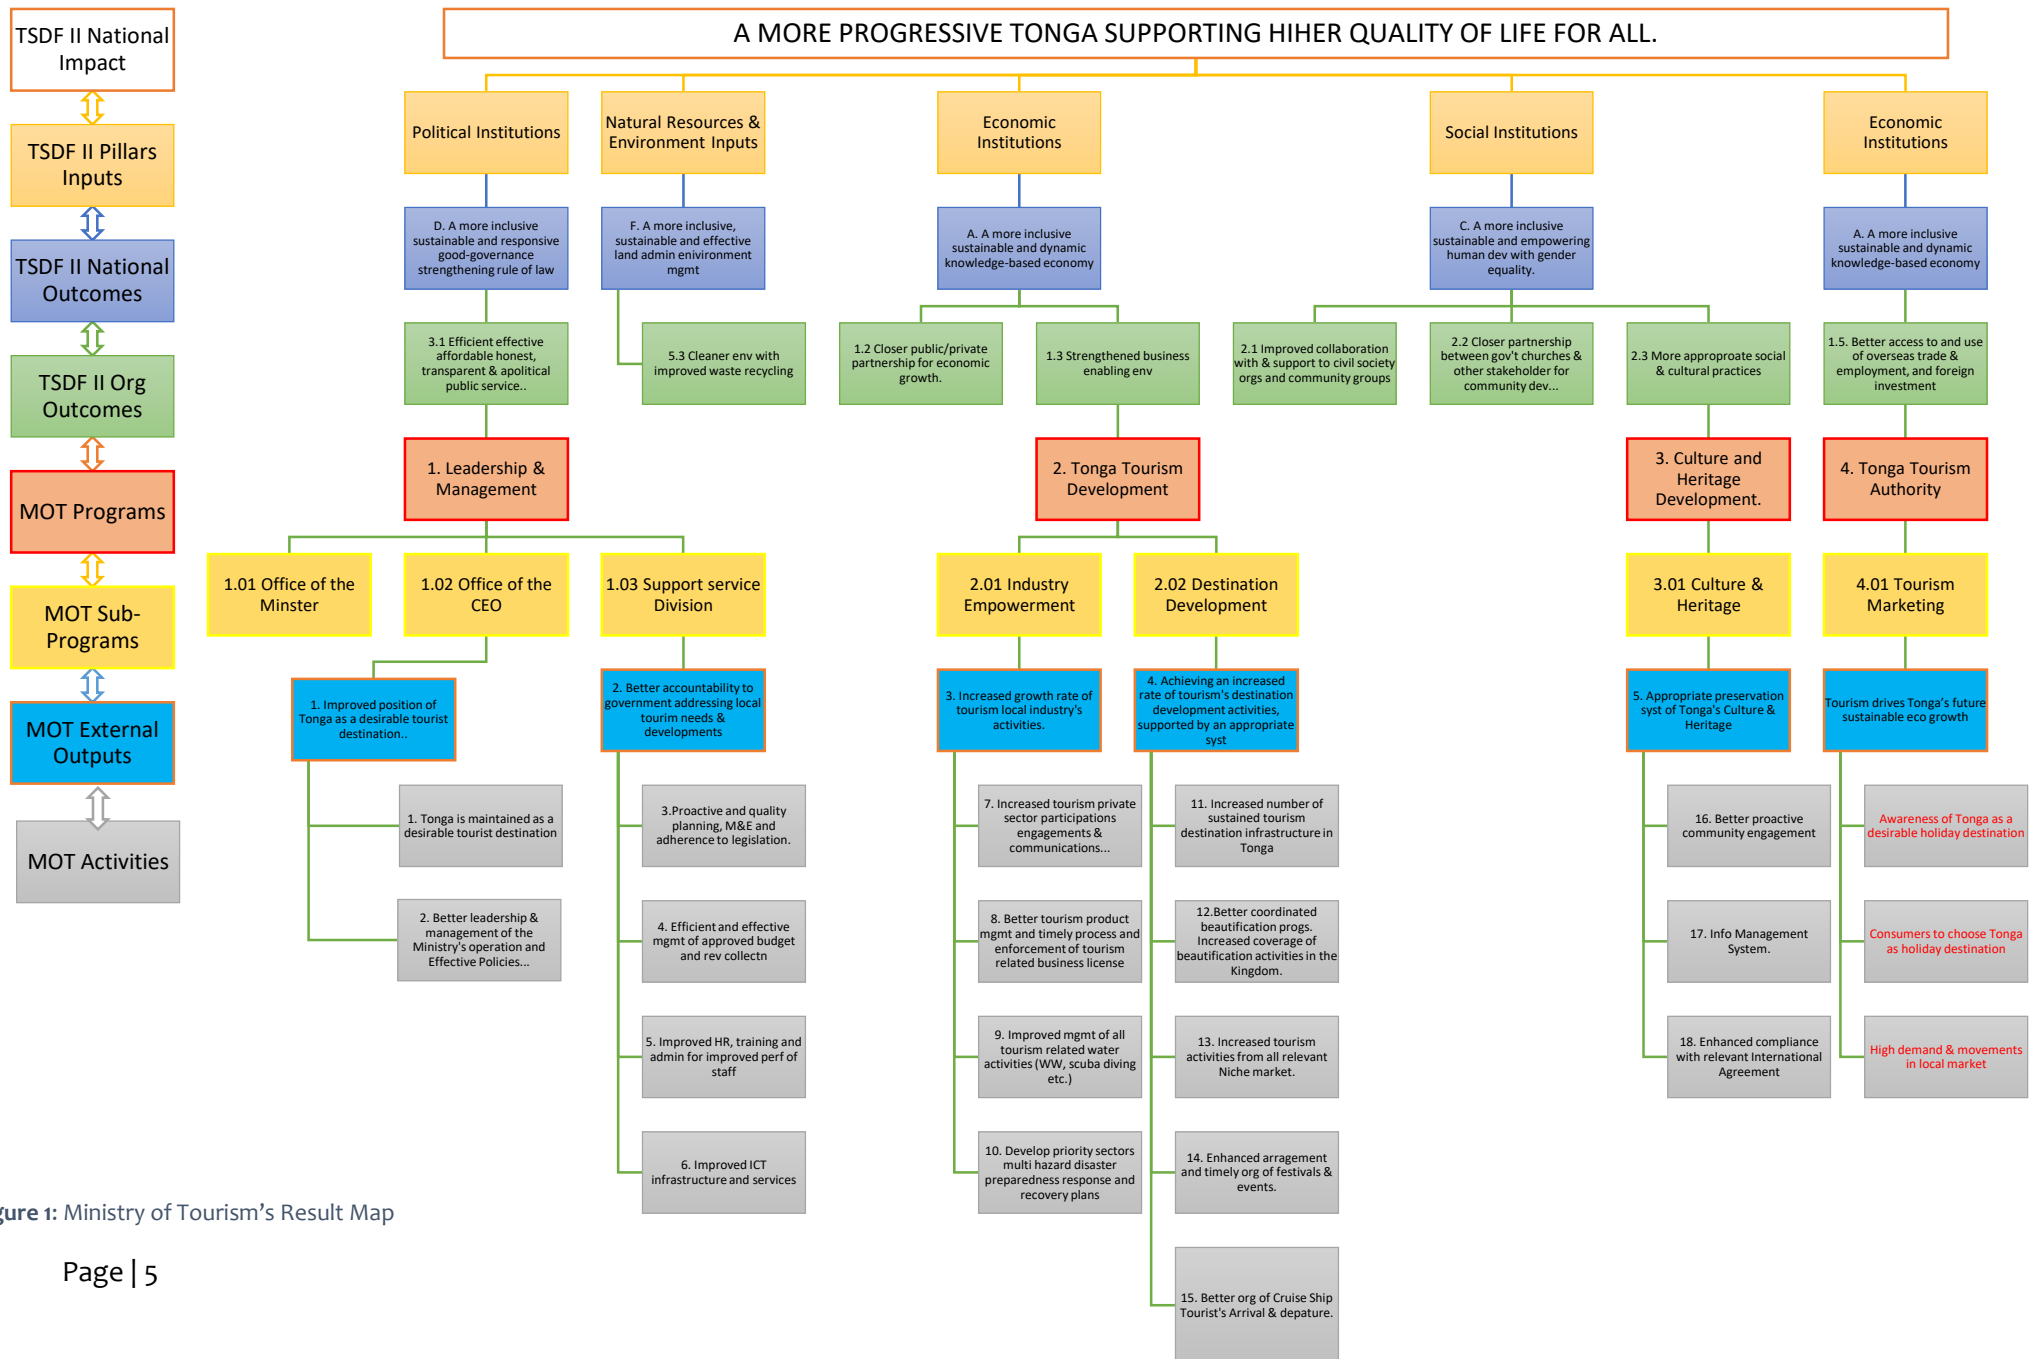 TSDF II National
Impact
A MORE PROGRESSIVE TONGA SUPPORTING HIHER QUALITY OF LIFE FOR ALL.
TSDF II Pillars
Inputs
Political Institutions
Natural Resources &
Environment Inputs
Economic
Institutions
Social Institutions
Economic
Institutions
TSDF II National
Outcomes
D. A more inclusive
sustainable and responsive
good-governance
strengthening rule of law
F. A more inclusive,
sustainable and effective
land admin enivironment
mgmt
A. A more inclusive
sustainable and dynamic
knowledge-based economy
C. A more inclusive
sustainable and empowering
human dev with gender
equality.
A. A more inclusive
sustainable and dynamic
knowledge-based economy
TSDF II Org
Outcomes
3.1 Efficient effective
affordable honest,
transparent & apolitical
public service..
5.3 Cleaner env with
improved waste recycling
1.2 Closer public/private
partnership for economic
growth.
1.3 Strengthened business
enabling env
2.1 Improved collaboration
with & support to civil society
orgs and community groups
2.2 Closer partnership
between gov't churches &
other stakeholder for
community dev...
2.3 More approproate social
& cultural practices
1.5. Better access to and use
of overseas trade &
employment, and foreign
investment
MOT Programs
1. Leadership &
Management
2. Tonga Tourism
Development
3. Culture and
Heritage
Development.
4. Tonga Tourism
Authority
MOT Sub-
Programs
1.01 Office of the
Minster
1.02 Office of the
CEO
1.03 Support service
Division
2.01 Industry
Empowerment
2.02 Destination
Development
3.01 Culture &
Heritage
4.01 Tourism
Marketing
MOT External
Outputs
1. Improved position of
Tonga as a desirable tourist
destination..
2. Better accountability to
government addressing local
tourim needs &
developments
3. Increased growth rate of
tourism local industry's
activities.
4. Achieving an increased
rate of tourism's destination
development activities,
supported by an appropriate
syst
5. Appropriate preservation
syst of Tonga's Culture &
Heritage
Tourism drives Tonga's future
sustainable eco growth
MOT Activities
1. Tonga is maintained as a
desirable tourist destination
2. Better leadership &
management of the
Ministry's operation and
Effective Policies...
3.Proactive and quality
planning, M&E and
adherence to legislation.
4. Efficient and effective
mgmt of approved budget
and rev collectn
5. Improved HR, training and
admin for improved perf of
staff
6. Improved ICT
infrastructure and services
7. Increased tourism private
sector participations
engagements &
communications...
8. Better tourism product
mgmt and timely process and
enforcement of tourism
related business license
9. Improved mgmt of all
tourism related water
activities (WW, scuba diving
etc.)
10. Develop priority sectors
multi hazard disaster
preparedness response and
recovery plans
11. Increased number of
sustained tourism
destination infrastructure in
Tonga
12.Better coordinated
beautification progs.
Increased coverage of
beautification activities in the
Kingdom.
13. Increased tourism
activities from all relevant
Niche market.
14. Enhanced arragement
and timely org of festivals &
events.
15. Better org of Cruise Ship
Tourist's Arrival & depature.
16. Better proactive
community engagement
17. Info Management
System.
18. Enhanced compliance
with relevant International
Agreement
Awareness of Tonga as a
desirable holiday destination
Consumers to choose Tonga
as holiday destination
High demand & movements
in local market
gure 1: Ministry of Tourism's Result Map
Page | 5